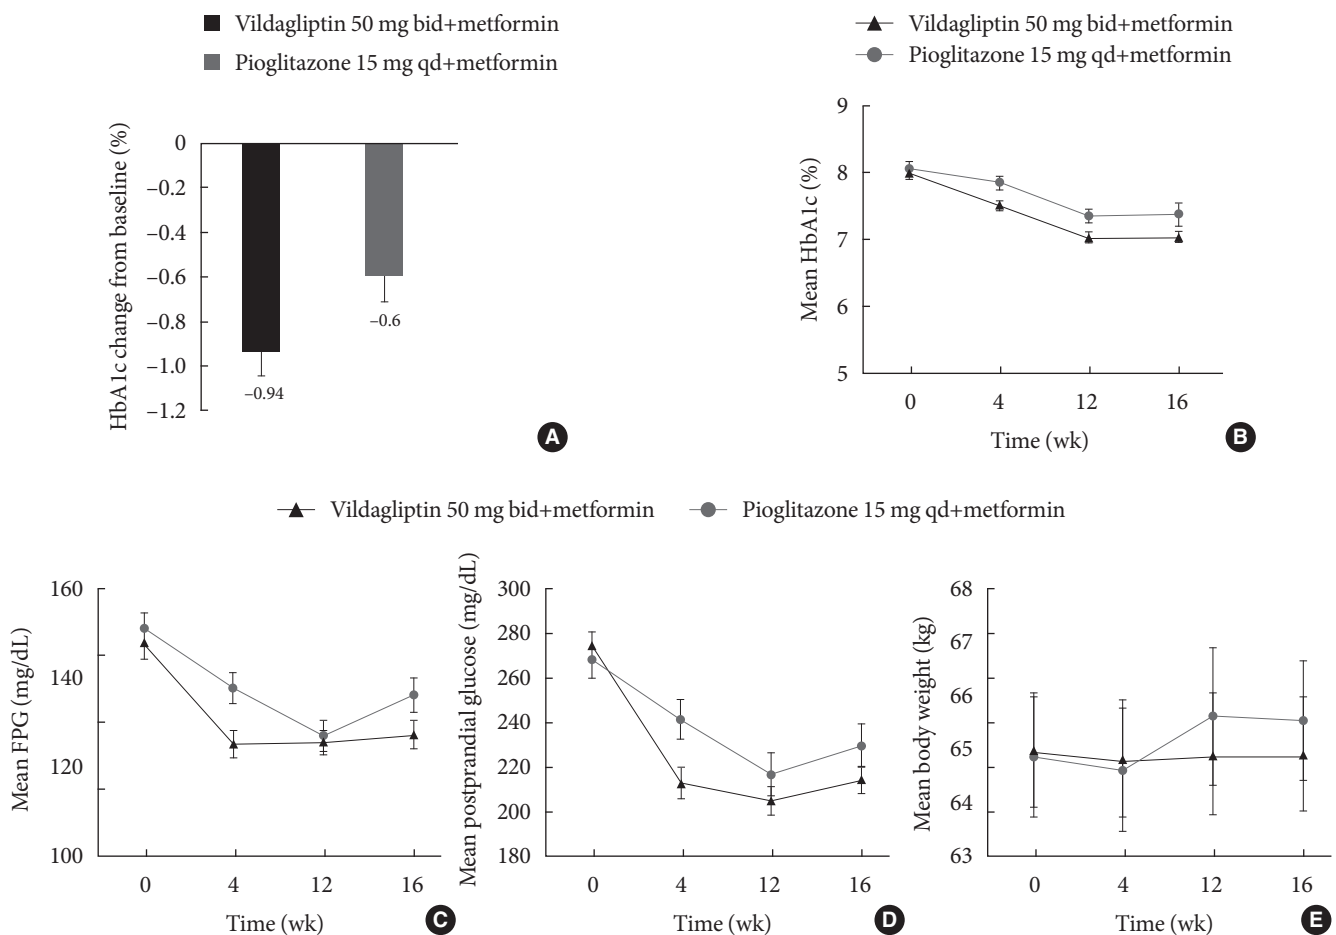 Vildagliptin 50 mg bid+metformin
Pioglitazone 15 mg qd+metformin
HbA1c change from baseline (%)
0
–0.2
–0.4
–0.6
–0.8
–1.0
–1.2
–0.94
–0.6
A
Vildagliptin 50 mg bid+metformin
Pioglitazone 15 mg qd+metformin
Mean HbA1c (%)
9
8
7
6
5
0 4 12 16
Time (wk)
B
Vildagliptin 50 mg bid+metformin Pioglitazone 15 mg qd+metformin
Mean FPG (mg/dL)
160
140
120
100
0 4 12 16
Time (wk)
C
Mean postprandial glucose (mg/dL)
300
280
260
240
220
200
180
0 4 12 16
Time (wk)
D
Mean body weight (kg)
68
67
66
65
64
63
0 4 12 16
Time (wk)
E